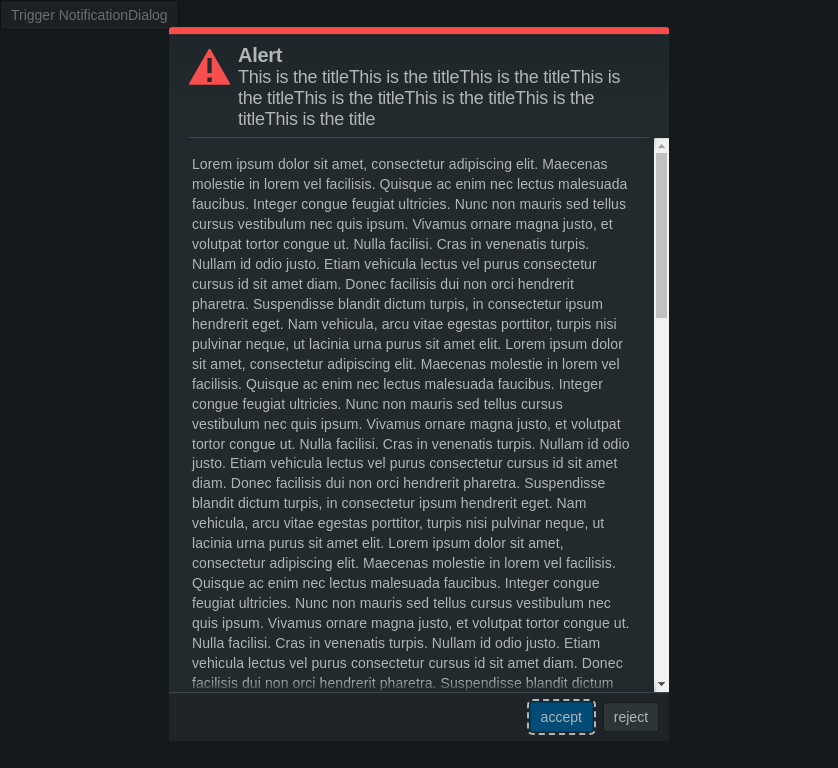 Trigger NotificationDialog
Alert
This is the titleThis is the titleThis is the titleThis is
the titleThis is the titleThis is the titleThis is the
titleThis is the title
Lorem ipsum dolor sit amet, consectetur adipiscing elit. Maecenas
molestie in lorem vel facilisis. Quisque ac enim nec lectus malesuada
faucibus. Integer congue feugiat ultricies. Nunc non mauris sed tellus
cursus vestibulum nec quis ipsum. Vivamus ornare magna justo, et
volutpat tortor congue ut. Nulla facilisi. Cras in venenatis turpis.
Nullam id odio justo. Etiam vehicula lectus vel purus consectetur
cursus id sit amet diam. Donec facilisis dui non orci hendrerit
pharetra. Suspendisse blandit dictum turpis, in consectetur ipsum
hendrerit eget. Nam vehicula, arcu vitae egestas porttitor, turpis nisi
pulvinar neque, ut lacinia urna purus sit amet elit. Lorem ipsum dolor
sit amet, consectetur adipiscing elit. Maecenas molestie in lorem vel
facilisis. Quisque ac enim nec lectus malesuada faucibus. Integer
congue feugiat ultricies. Nunc non mauris sed tellus cursus
vestibulum nec quis ipsum. Vivamus ornare magna justo, et volutpat
tortor congue ut. Nulla facilisi. Cras in venenatis turpis. Nullam id odio
justo. Etiam vehicula lectus vel purus consectetur cursus id sit amet
diam. Donec facilisis dui non orci hendrerit pharetra. Suspendisse
blandit dictum turpis, in consectetur ipsum hendrerit eget. Nam
vehicula, arcu vitae egestas porttitor, turpis nisi pulvinar neque, ut
lacinia urna purus sit amet elit. Lorem ipsum dolor sit amet,
consectetur adipiscing elit. Maecenas molestie in lorem vel facilisis.
Quisque ac enim nec lectus malesuada faucibus. Integer congue
feugiat ultricies. Nunc non mauris sed tellus cursus vestibulum nec
quis ipsum. Vivamus ornare magna justo, et volutpat tortor congue ut.
Nulla facilisi. Cras in venenatis turpis. Nullam id odio justo. Etiam
vehicula lectus vel purus consectetur cursus id sit amet diam. Donec
facilisis dui non orci hendrerit pharetra. Suspendisse blandit dictum
accept
reject